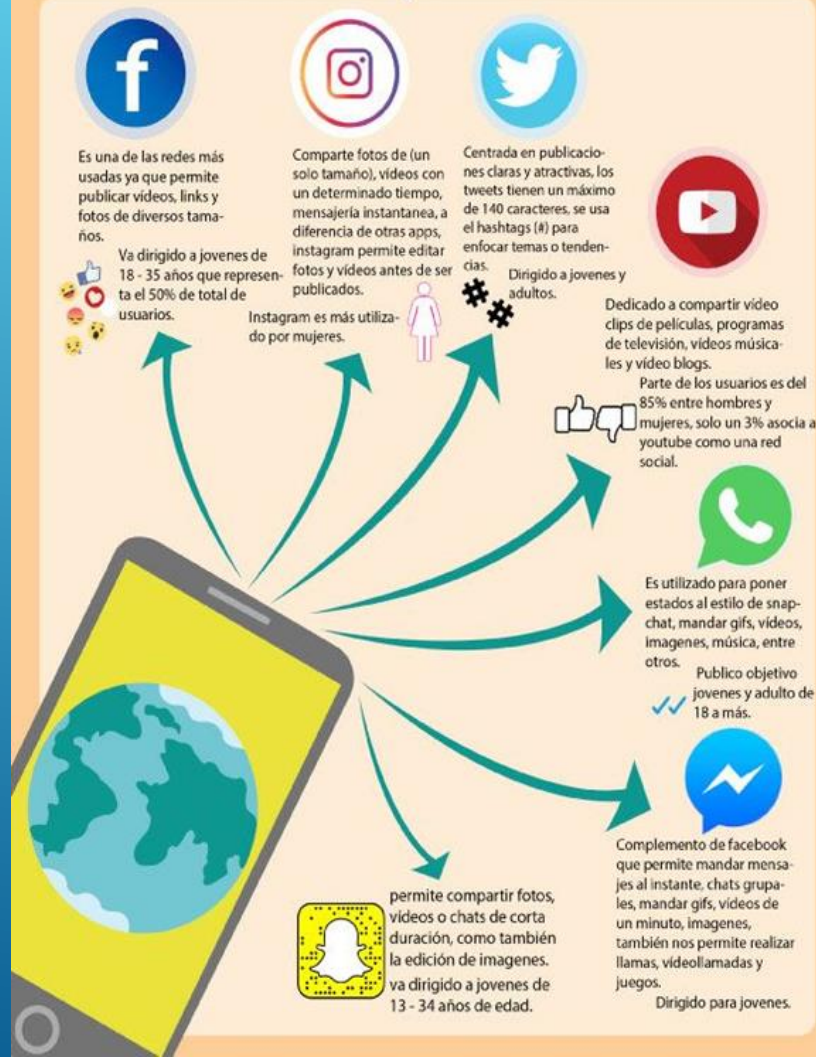 f
Es una de las redes más
usadas ya que permite
publicar vídeos, links y
fotos de diversos tama-
ños.
Va dirigido a jovenes de
18 - 35 años que represen-
ta el 50% de total de
usuarios.
Comparte fotos de (un
solo tamaño), vídeos con
un determinado tiempo,
mensajería instantanea, a
diferencia de otras apps,
instagram permite editar
fotos y vídeos antes de ser
publicados.
Instagram es más utiliza-
do por mujeres.
Centrada en publicacio-
nes claras y atractivas, los
tweets tienen un máximo
de 140 caracteres, se usa
el hashtags (#) para
enfocar temas o tenden-
cias.
Dirigido a jovenes y
adultos.
##
Dedicado a compartir vídeo
clips de películas, programas
de televisión, vídeos música-
les y vídeo blogs.
Parte de los usuarios es del
85% entre hombres y
mujeres, solo un 3% asocia a
youtube como una red
social.
Es utilizado para poner
estados al estilo de snap-
chat, mandar gifs, vídeos,
imagenes, música, entre
otros.
Publico objetivo
jovenes y adulto de
18 a más.
Complemento de facebook
que permite mandar mensa-
jes al instante, chats grupa-
les, mandar gifs, vídeos de
un minuto, imagenes,
también nos permite realizar
llamas, vídeollamadas y
juegos.
Dirigido para jovenes.
permite compartir fotos,
vídeos o chats de corta
duración, como también
la edición de imagenes.
va dirigido a jovenes de
13 - 34 años de edad.